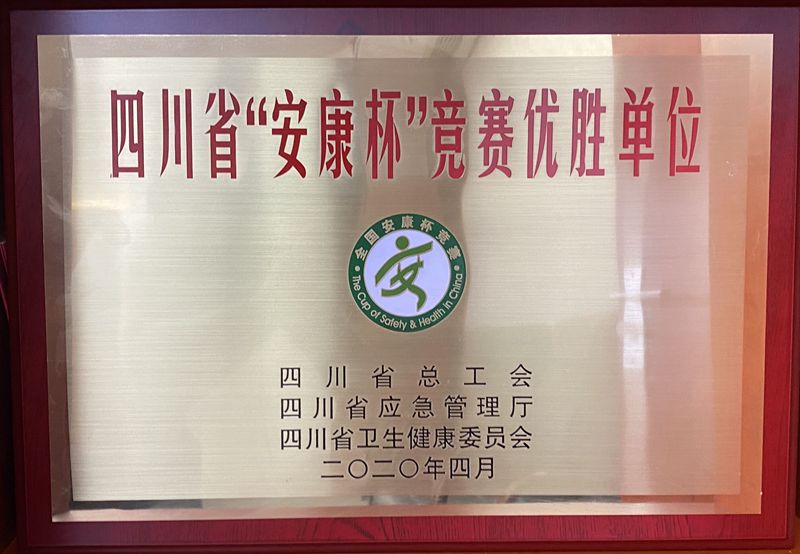 四川省“安康杯”竞赛优胜单位
全国安康杯竞赛
The Cup of Safety & Health in China
四川省总工会
四川省应急管理厅
四川省卫生健康委员会
二〇二〇年四月